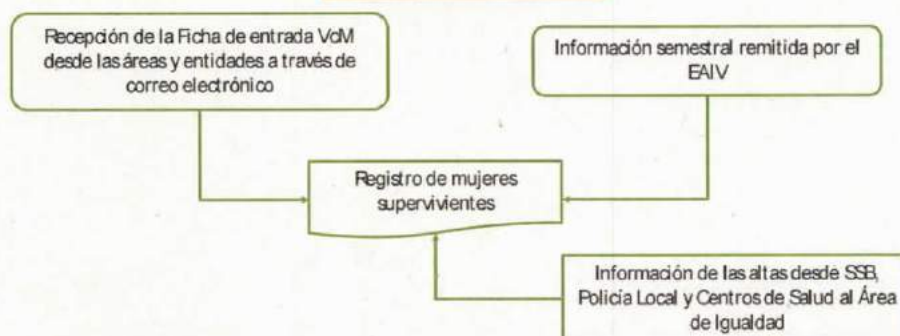 Recepción de la Ficha de entrada VdM
desde las áreas y entidades a través de
correo electrónico
Información semestral remitida por el
EAIV
Registro de mujeres
supervivientes
Información de las altas desde SSB,
Policía Local y Centros de Salud al Área
de Igualdad